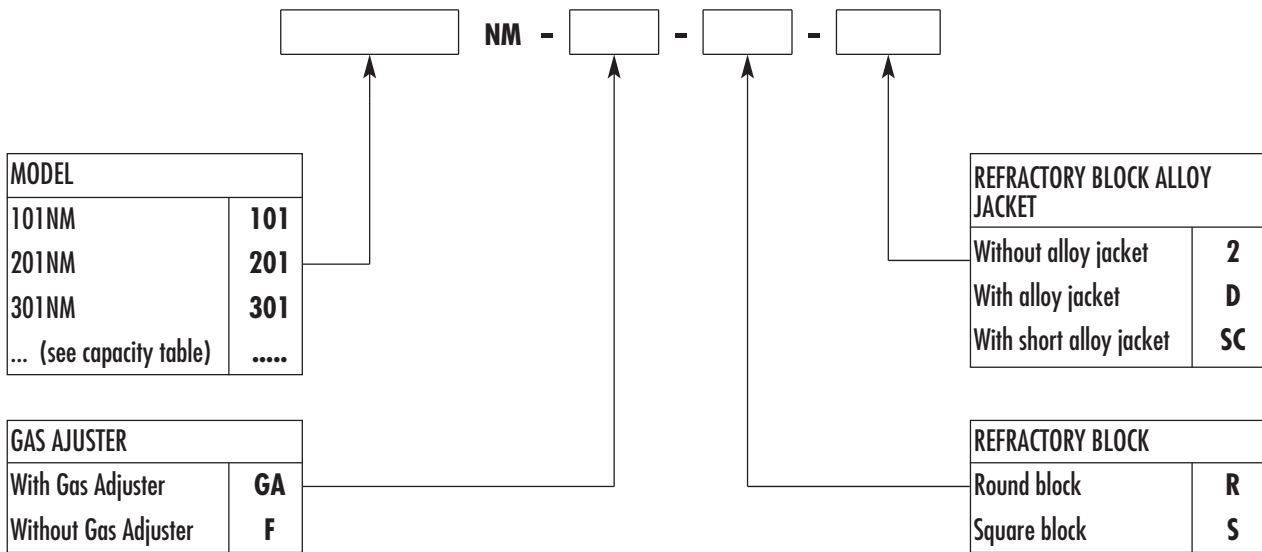 NM - - -
MODEL
101NM 101
201NM 201
301NM 301
... (see capacity table) .....
REFRACTORY BLOCK ALLOY
JACKET
Without alloy jacket 2
With alloy jacket D
With short alloy jacket SC
GAS AJUSTER
With Gas Adjuster GA
Without Gas Adjuster F
REFRACTORY BLOCK
Round block R
Square block S